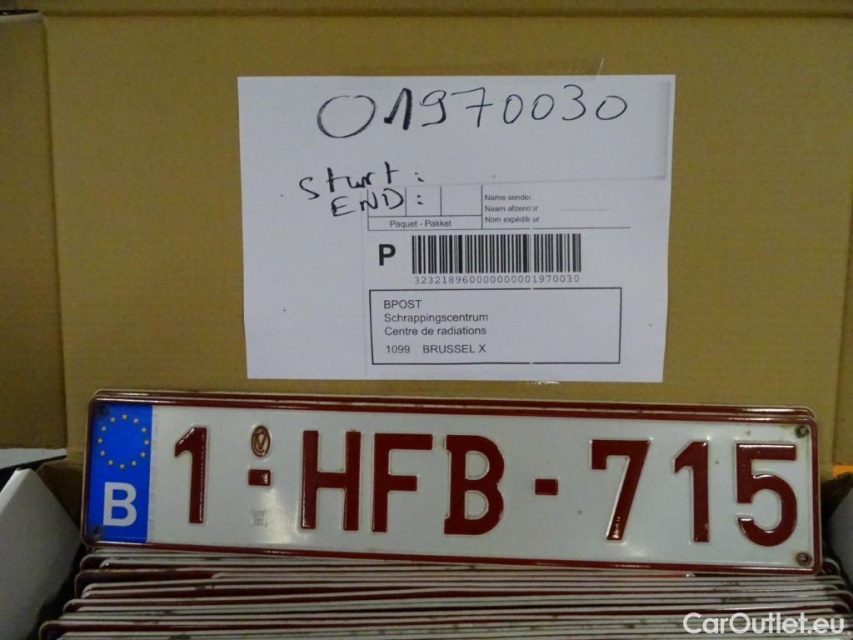 01970030
Start :
END :
Name sender
Naam afzender
Nom expéditeur
Paquet - Pakket
P
3232189600000000001970030
BPOST
Schrappingscentrum
Centre de radiations
1099 BRUSSEL X
B 1-HFB-715
CarOutlet.eu